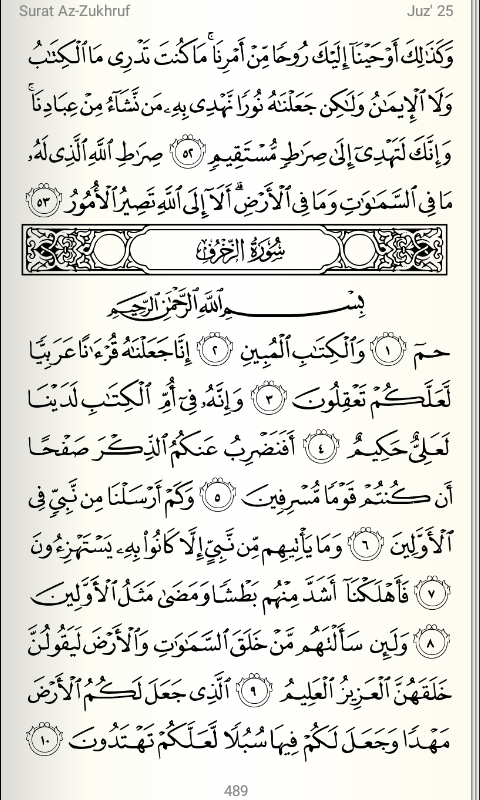 Surat Az-Zukhruf
Juz' 25
وَكَذَٰلِكَ أَوْحَيْنَآ إِلَيْكَ رُوحًا مِّنْ أَمْرِنَا ۚ مَا كُنتَ تَدْرِى مَا ٱلْكِتَٰبُ
وَلَا ٱلْإِيمَٰنُ وَلَٰكِن جَعَلْنَٰهُ نُورًا نَّهْدِى بِهِۦ مَن نَّشَآءُ مِنْ عِبَادِنَا ۚ
وَإِنَّكَ لَتَهْدِىٓ إِلَىٰ صِرَٰطٍ مُّسْتَقِيمٍ ٥٢ صِرَٰطِ ٱللَّهِ ٱلَّذِى لَهُۥ
مَا فِى ٱلسَّمَٰوَٰتِ وَمَا فِى ٱلْأَرْضِ ۗ أَلَآ إِلَى ٱللَّهِ تَصِيرُ ٱلْأُمُورُ ٥٣
سُورَةُ الزُّخْرُفِ
بِسْمِ ٱللَّهِ ٱلرَّحْمَٰنِ ٱلرَّحِيمِ
حمٓ ١ وَٱلْكِتَٰبِ ٱلْمُبِينِ ٢ إِنَّا جَعَلْنَٰهُ قُرْءَٰنًا عَرَبِيًّا
لَّعَلَّكُمْ تَعْقِلُونَ ٣ وَإِنَّهُۥ فِىٓ أُمِّ ٱلْكِتَٰبِ لَدَيْنَا
لَعَلِىٌّ حَكِيمٌ ٤ أَفَنَضْرِبُ عَنكُمُ ٱلذِّكْرَ صَفْحًا
أَن كُنتُمْ قَوْمًا مُّسْرِفِينَ ٥ وَكَمْ أَرْسَلْنَا مِن نَّبِىٍّ فِى
ٱلْأَوَّلِينَ ٦ وَمَا يَأْتِيهِم مِّن نَّبِىٍّ إِلَّا كَانُوا۟ بِهِۦ يَسْتَهْزِءُونَ
٧ فَأَهْلَكْنَآ أَشَدَّ مِنْهُم بَطْشًا وَمَضَىٰ مَثَلُ ٱلْأَوَّلِينَ
٨ وَلَئِن سَأَلْتَهُم مَّنْ خَلَقَ ٱلسَّمَٰوَٰتِ وَٱلْأَرْضَ لَيَقُولُنَّ
خَلَقَهُنَّ ٱلْعَزِيزُ ٱلْعَلِيمُ ٩ ٱلَّذِى جَعَلَ لَكُمُ ٱلْأَرْضَ
مَهْدًا وَجَعَلَ لَكُمْ فِيهَا سُبُلًا لَّعَلَّكُمْ تَهْتَدُونَ ١٠
489